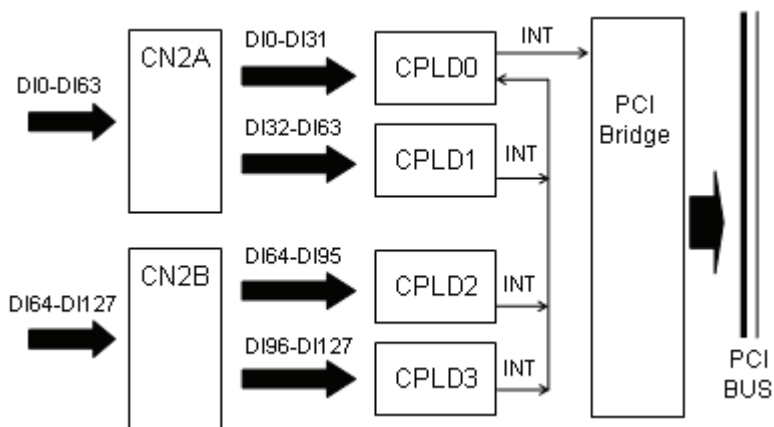 DI0-DI63
CN2A
DI0-DI31
CPLD0
INT
DI32-DI63
CPLD1
INT
PCI
Bridge
DI64-DI127
CN2B
DI64-DI95
CPLD2
INT
DI96-DI127
CPLD3
INT
PCI
BUS